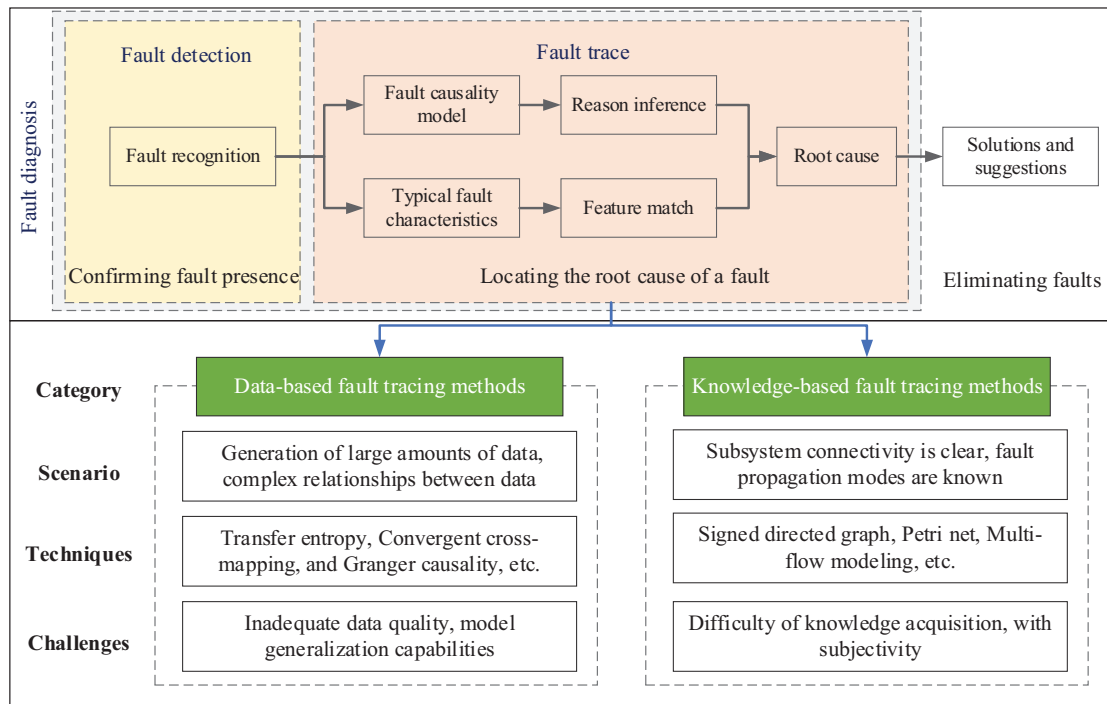 Fault diagnosis
Fault detection
Fault trace
Fault recognition
Fault causality
model
Reason inference
Typical fault
characteristics
Feature match
Root cause
Solutions and
suggestions
Confirming fault presence
Locating the root cause of a fault
Eliminating faults
Category
Data-based fault tracing methods
Knowledge-based fault tracing methods
Scenario
Generation of large amounts of data,
complex relationships between data
Subsystem connectivity is clear, fault
propagation modes are known
Techniques
Transfer entropy, Convergent cross-
mapping, and Granger causality, etc.
Signed directed graph, Petri net, Multi-
flow modeling, etc.
Challenges
Inadequate data quality, model
generalization capabilities
Difficulty of knowledge acquisition, with
subjectivity